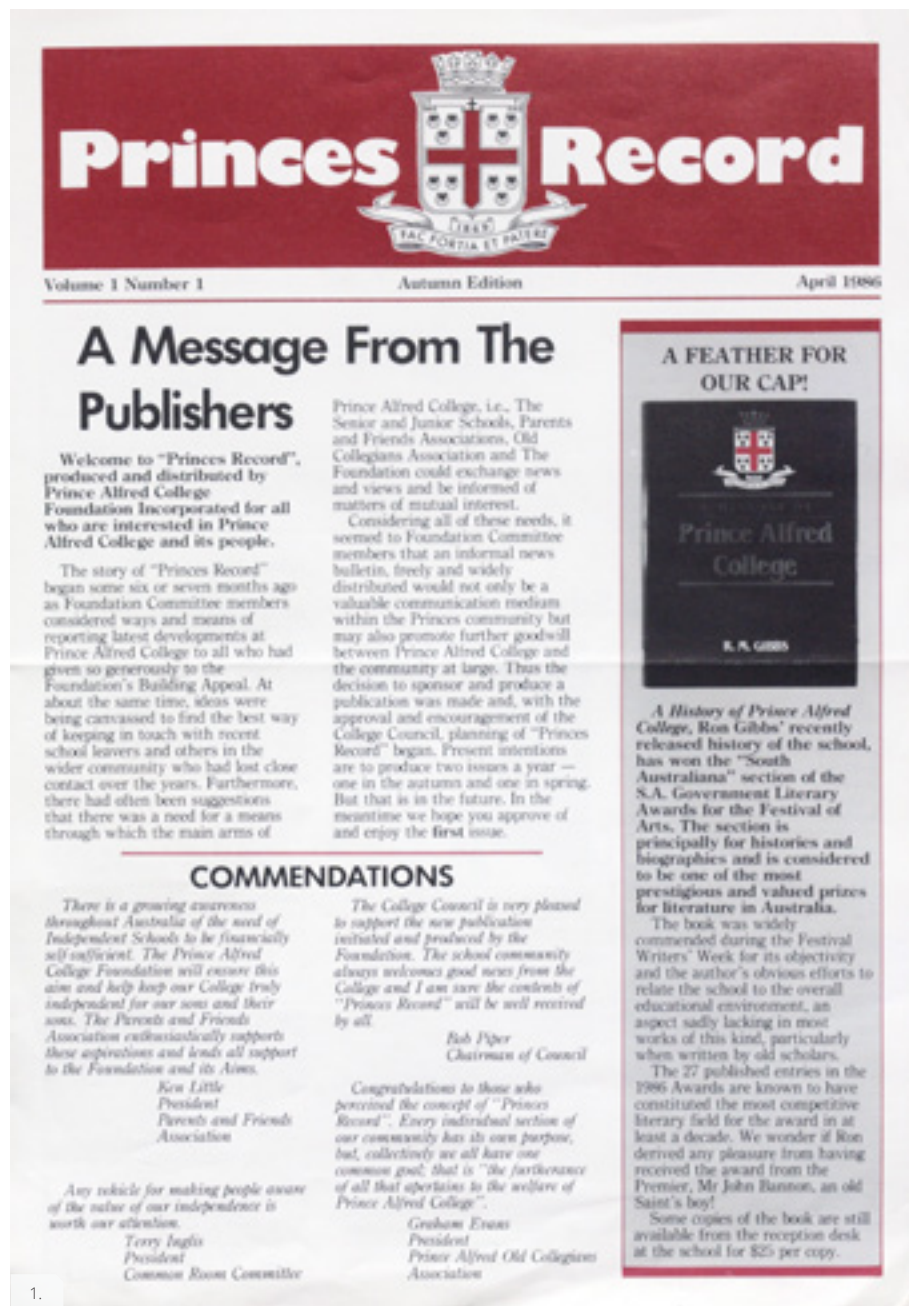 Princes Record
1869
FAC FORTIA ET PATERE
Volume 1 Number 1
Autumn Edition
April 1986
A Message From The
Publishers
Welcome to "Princes Record",
produced and distributed by
Prince Alfred College
Foundation Incorporated for all
who are interested in Prince
Alfred College and its people.
The story of "Princes Record"
began some six or seven months ago
as Foundation Committee members
considered ways and means of
reporting latest developments at
Prince Alfred College to all who had
given so generously to the
Foundation's Building Appeal. At
about the same time, ideas were
being canvassed to find the best way
of keeping in touch with recent
school leavers and others in the
wider community who had lost close
contact over the years. Furthermore,
there had often been suggestions
that there was a need for a means
through which the main arms of
Prince Alfred College, i.e., The
Senior and Junior Schools, Parents
and Friends Associations, Old
Collegians Association and The
Foundation could exchange news
and views and be informed of
matters of mutual interest.
Considering all of these needs, it
seemed to Foundation Committee
members that an informal news
bulletin, freely and widely
distributed would not only be a
valuable communication medium
within the Princes community but
may also promote further goodwill
between Prince Alfred College and
the community at large. Thus the
decision to sponsor and produce a
publication was made and, with the
approval and encouragement of the
College Council, planning of "Princes
Record" began. Present intentions
are to produce two issues a year —
one in the autumn and one in spring.
But that is in the future. In the
meantime we hope you approve of
and enjoy the first issue.
COMMENDATIONS
There is a growing awareness
throughout Australia of the need of
Independent Schools to be financially
self sufficient. The Prince Alfred
College Foundation will ensure this
aim and help keep our College truly
independent for our sons and their
sons. The Parents and Friends
Association enthusiastically supports
these aspirations and lends all support
to the Foundation and its Aims.
Ken Little
President
Parents and Friends
Association
Any vehicle for making people aware
of the value of our independence is
worth our attention.
Terry Inglis
President
Common Room Committee
The College Council is very pleased
to support the new publication
initiated and produced by the
Foundation. The school community
always welcomes good news from the
College and I am sure the contents of
"Princes Record" will be well received
by all.
Rob Piper
Chairman of Council
Congratulations to those who
perceived the concept of "Princes
Record". Every individual section of
our community has its own purpose,
but, collectively we all have one
common goal; that is "the furtherance
of all that apertains to the welfare of
Prince Alfred College".
Graham Evans
President
Prince Alfred Old Collegians
Association
A FEATHER FOR
OUR CAP!
Prince Alfred
College
R. M. GIBBS
A History of Prince Alfred
College, Ron Gibbs' recently
released history of the school,
has won the "South
Australiana" section of the
S.A. Government Literary
Awards for the Festival of
Arts. The section is
principally for histories and
biographies and is considered
to be one of the most
prestigious and valued prizes
for literature in Australia.
The book was widely
commended during the Festival
Writers' Week for its objectivity
and the author's obvious efforts to
relate the school to the overall
educational environment, an
aspect sadly lacking in most
works of this kind, particularly
when written by old scholars.
The 27 published entries in the
1986 Awards are known to have
constituted the most competitive
literary field for the award in at
least a decade. We wonder if Ron
derived any pleasure from having
received the award from the
Premier, Mr John Bannon, an old
Saint's boy!
Some copies of the book are still
available from the reception desk
at the school for $25 per copy.
1.